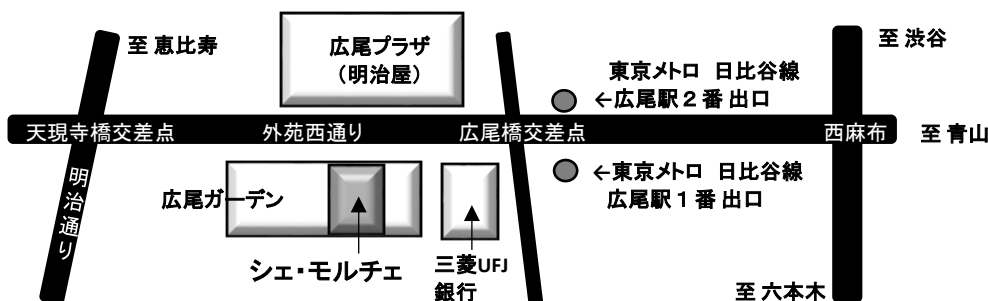 至 恵比寿
広尾プラザ
（明治屋）
至 渋谷
東京メトロ 日比谷線
←広尾駅２番 出口
天現寺橋交差点
外苑西通り
広尾橋交差点
西麻布
至 青山
明治通り
広尾ガーデン
←東京メトロ 日比谷線
広尾駅１番 出口
シェ・モルチェ
三菱UFJ
銀行
至 六本木